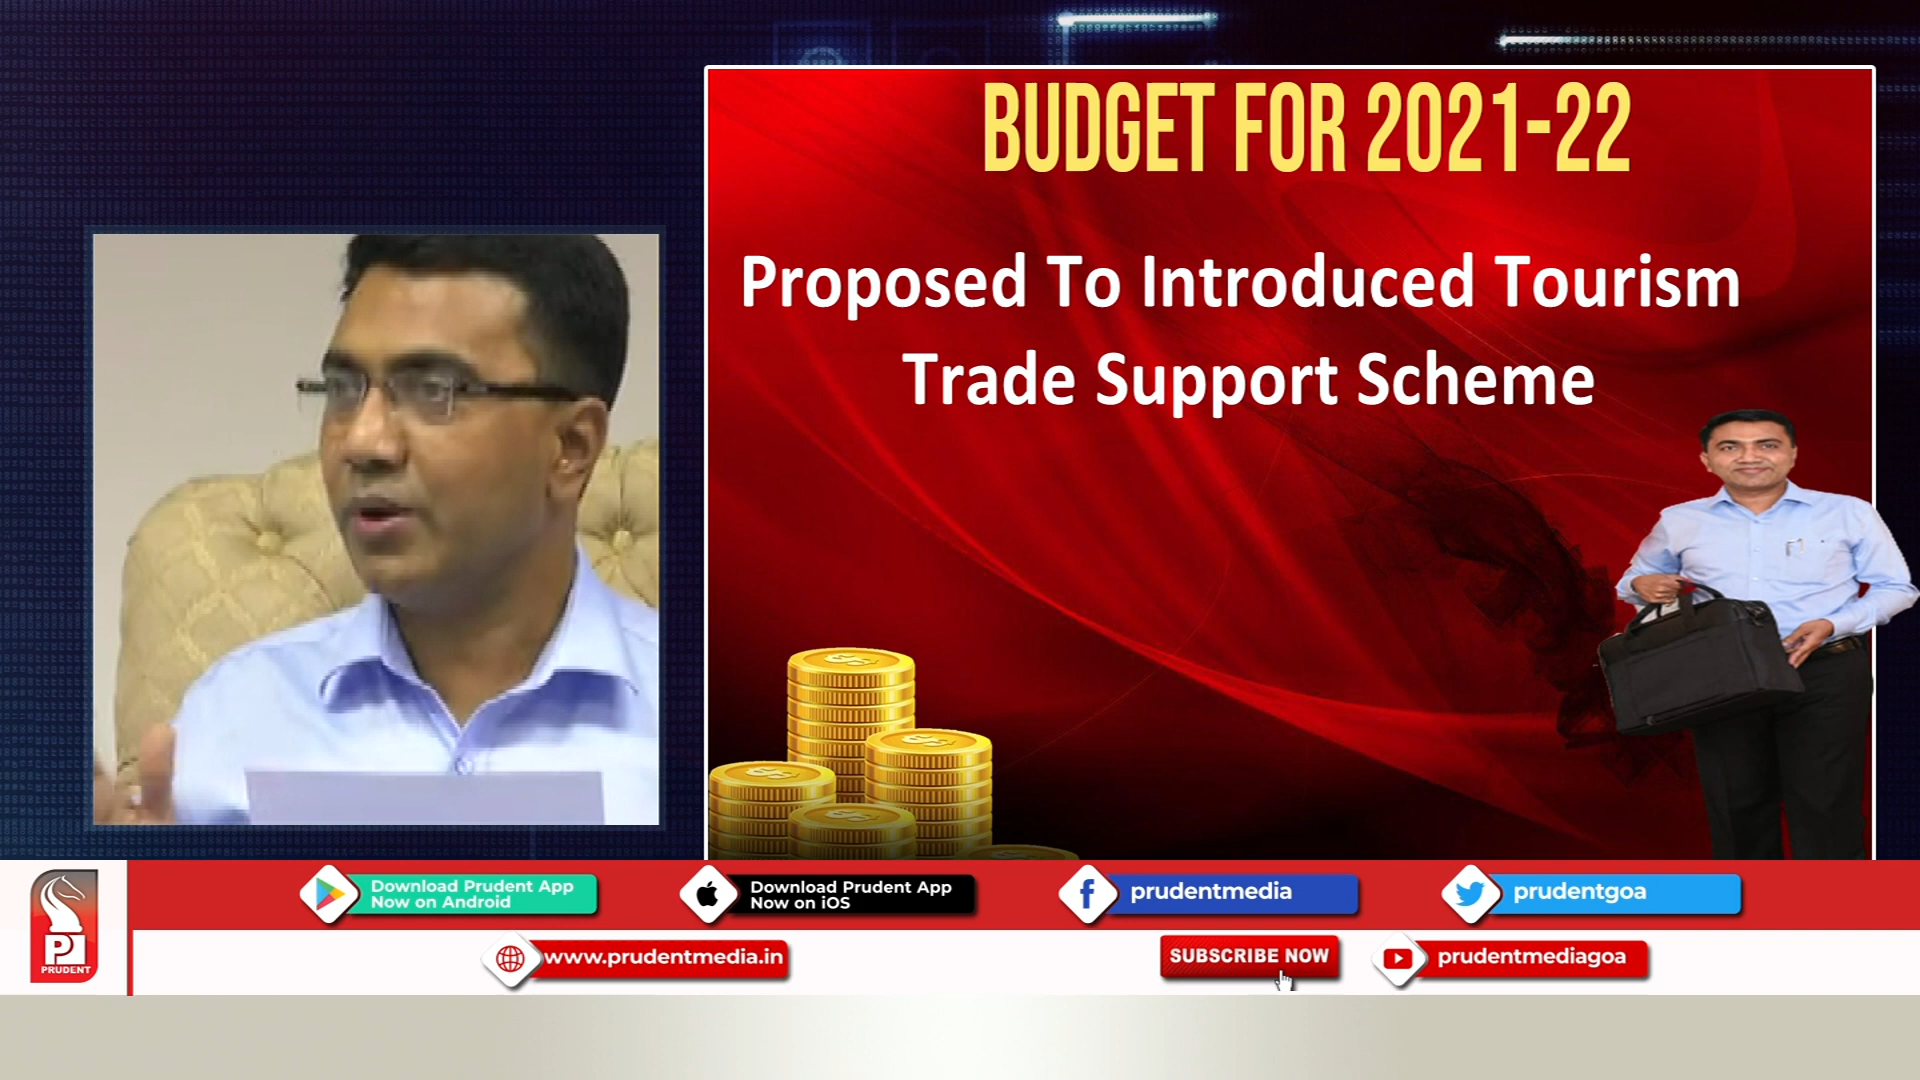 BUDGET FOR 2021-22
Proposed To Introduced Tourism
Trade Support Scheme
Download Prudent App
Now on Android
Download Prudent App
Now on iOS
prudentmedia
prudentgoa
P
PRUDENT
www.prudentmedia.in
SUBSCRIBE NOW
prudentmediagoa